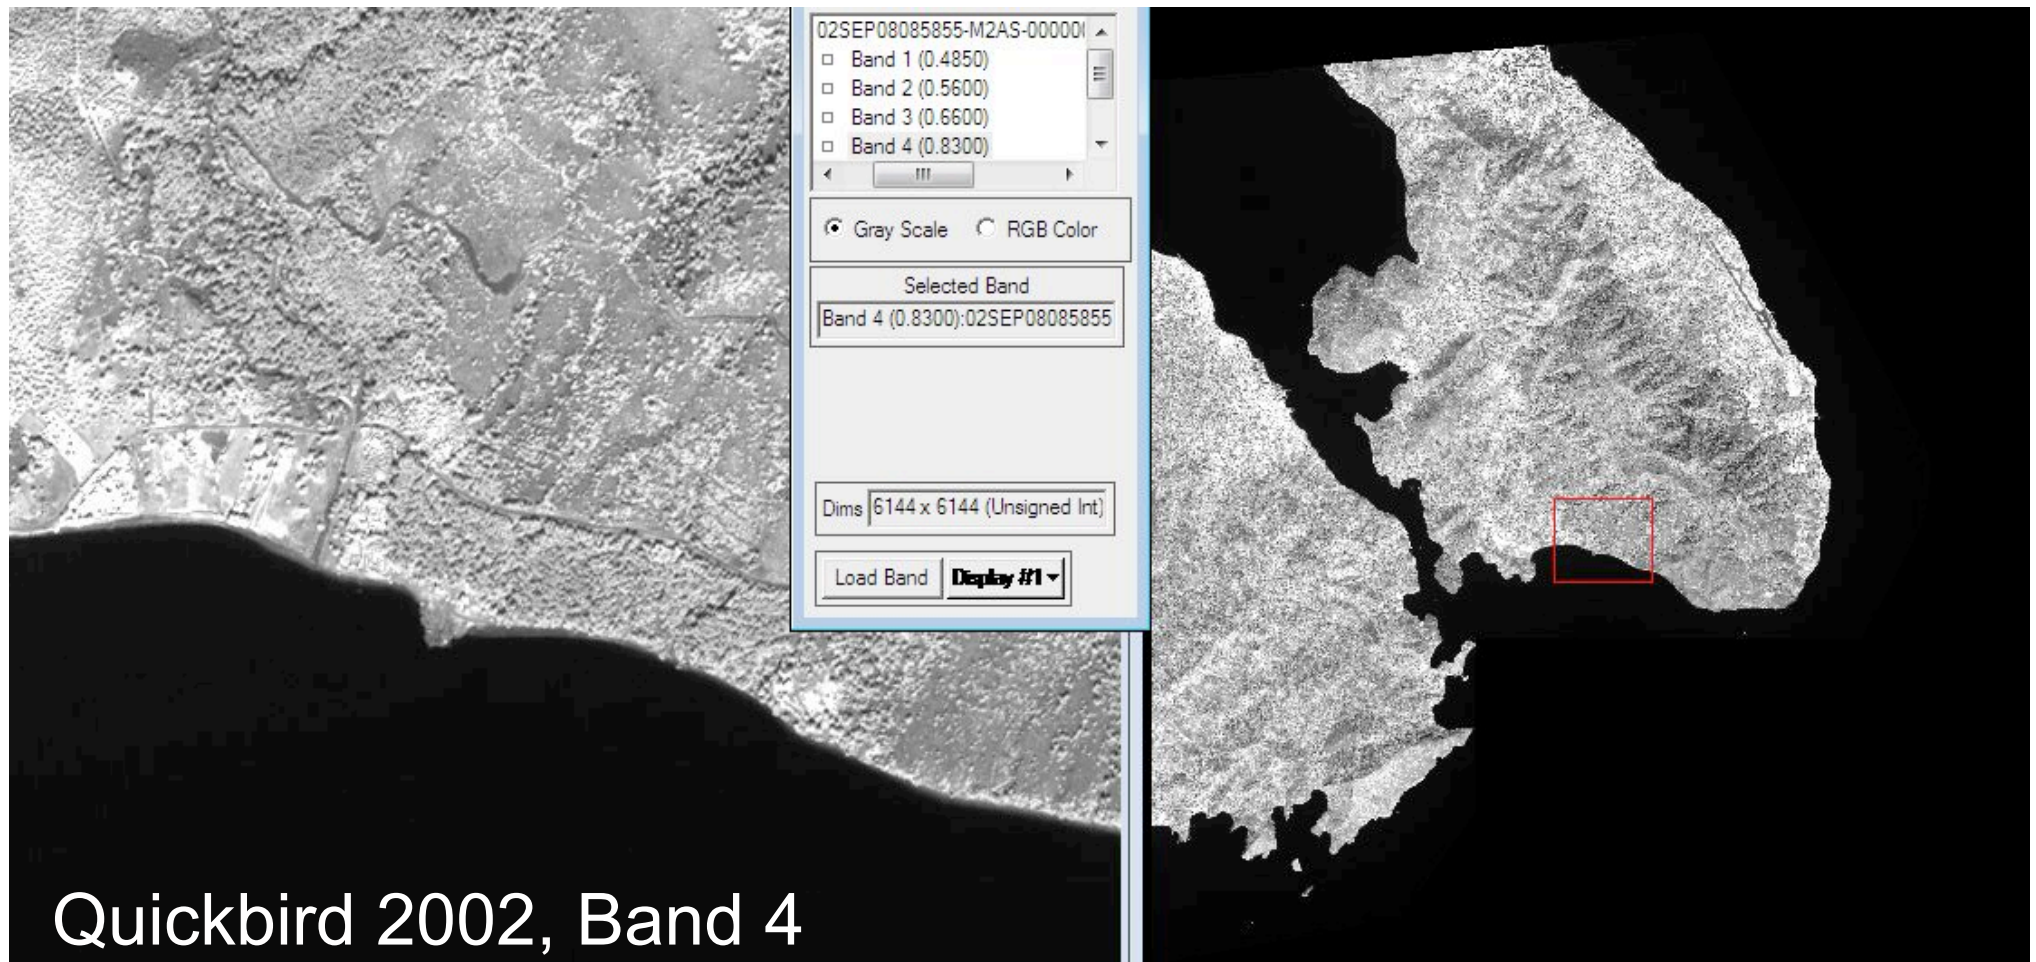 02SEP08085855-M2AS-000000
Band 1 (0.4850)
Band 2 (0.5600)
Band 3 (0.6600)
Band 4 (0.8300)
Gray Scale RGB Color
Selected Band
Band 4 (0.8300):02SEP08085855
Dims 6144 x 6144 (Unsigned Int)
Load Band Display #1
Quickbird 2002, Band 4